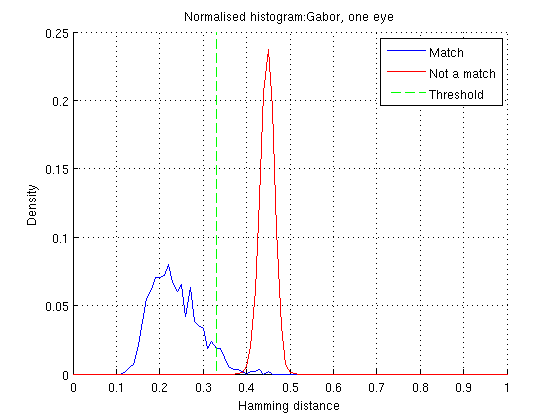 Normalised histogram:Gabor, one eye
0.25
0.2
0.15
0.1
0.05
0
Density
Match
Not a match
Threshold
0 0.1 0.2 0.3 0.4 0.5 0.6 0.7 0.8 0.9 1
Hamming distance